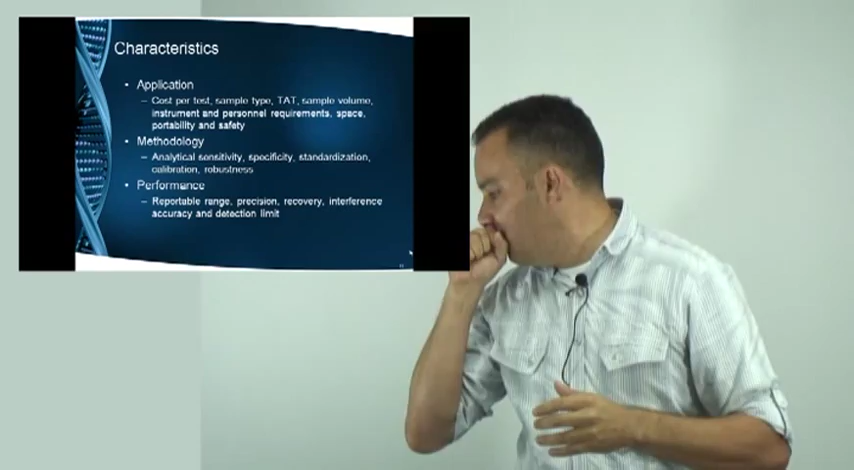 Characteristics
• Application
– Cost per test, sample type, TAT, sample volume,
instrument and personnel requirements, space,
portability and safety
• Methodology
– Analytical sensitivity, specificity, standardization,
calibration, robustness
• Performance
– Reportable range, precision, recovery, interference
accuracy and detection limit